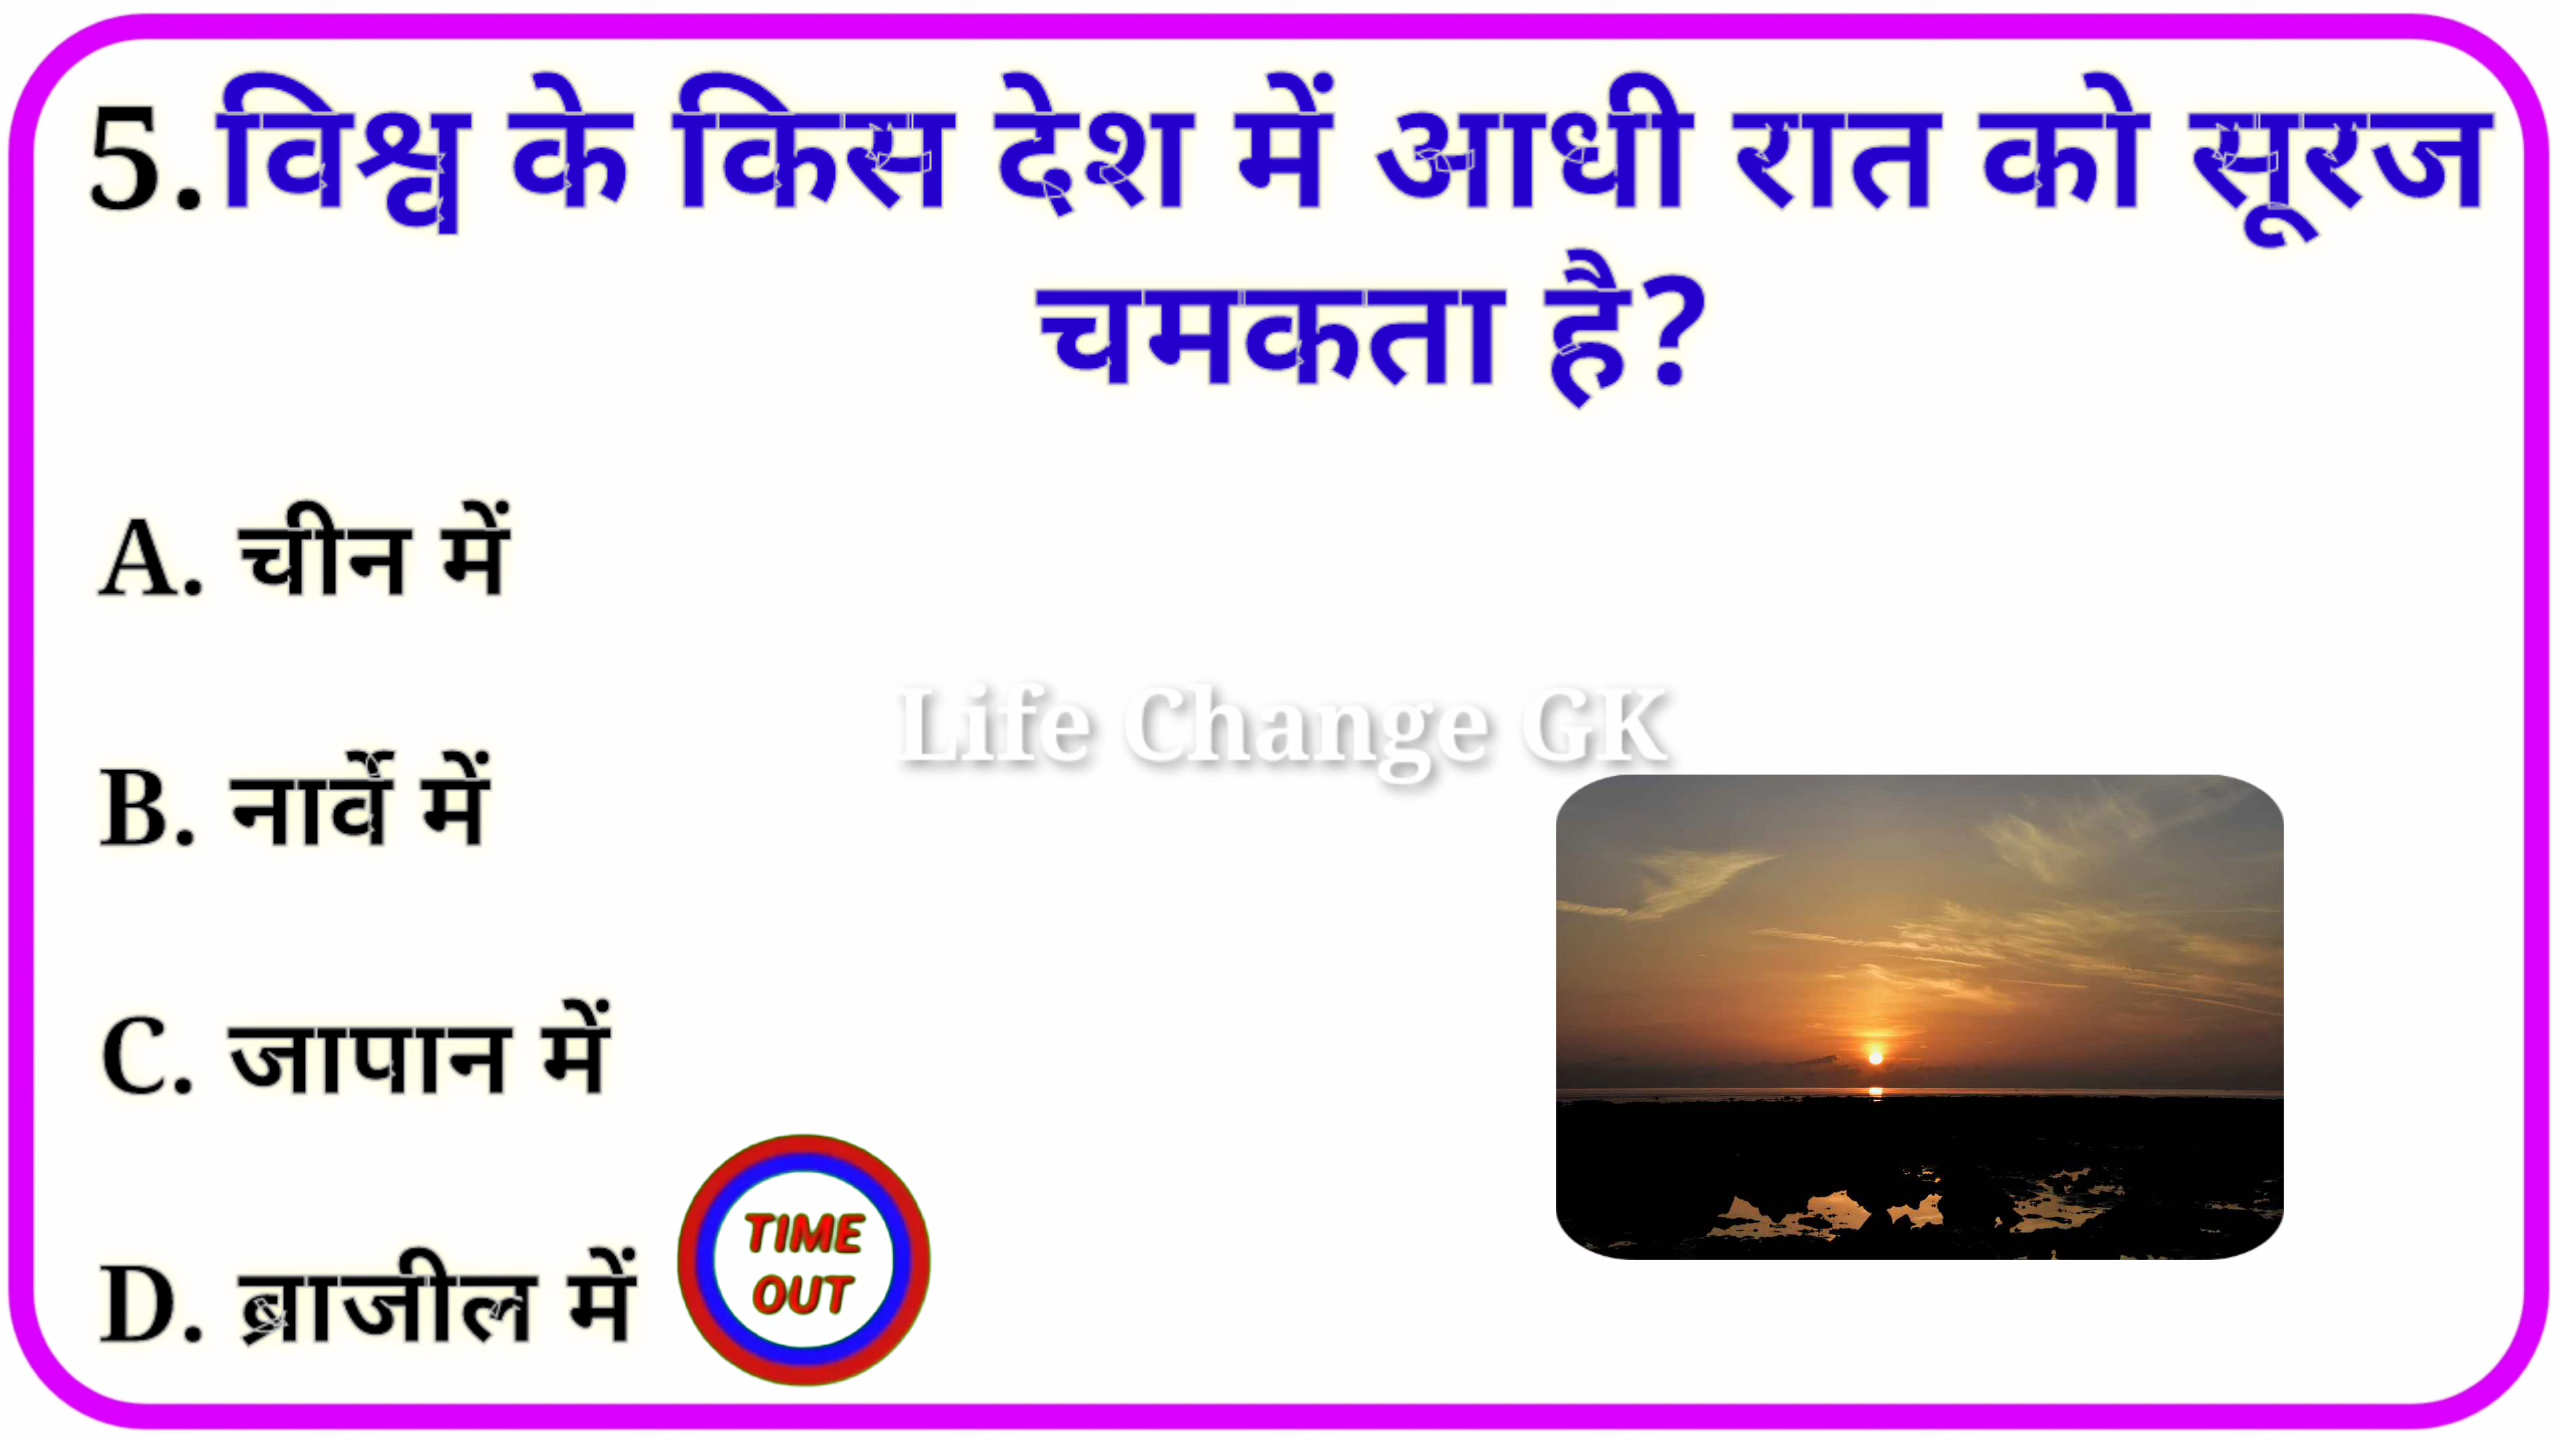 5.विश्व के किस देश में आधी रात को सूरज
चमकता है?
A. चीन में
Life Change GK
B. नार्वे में
C. जापान में
D. ब्राजील में
TIME
OUT